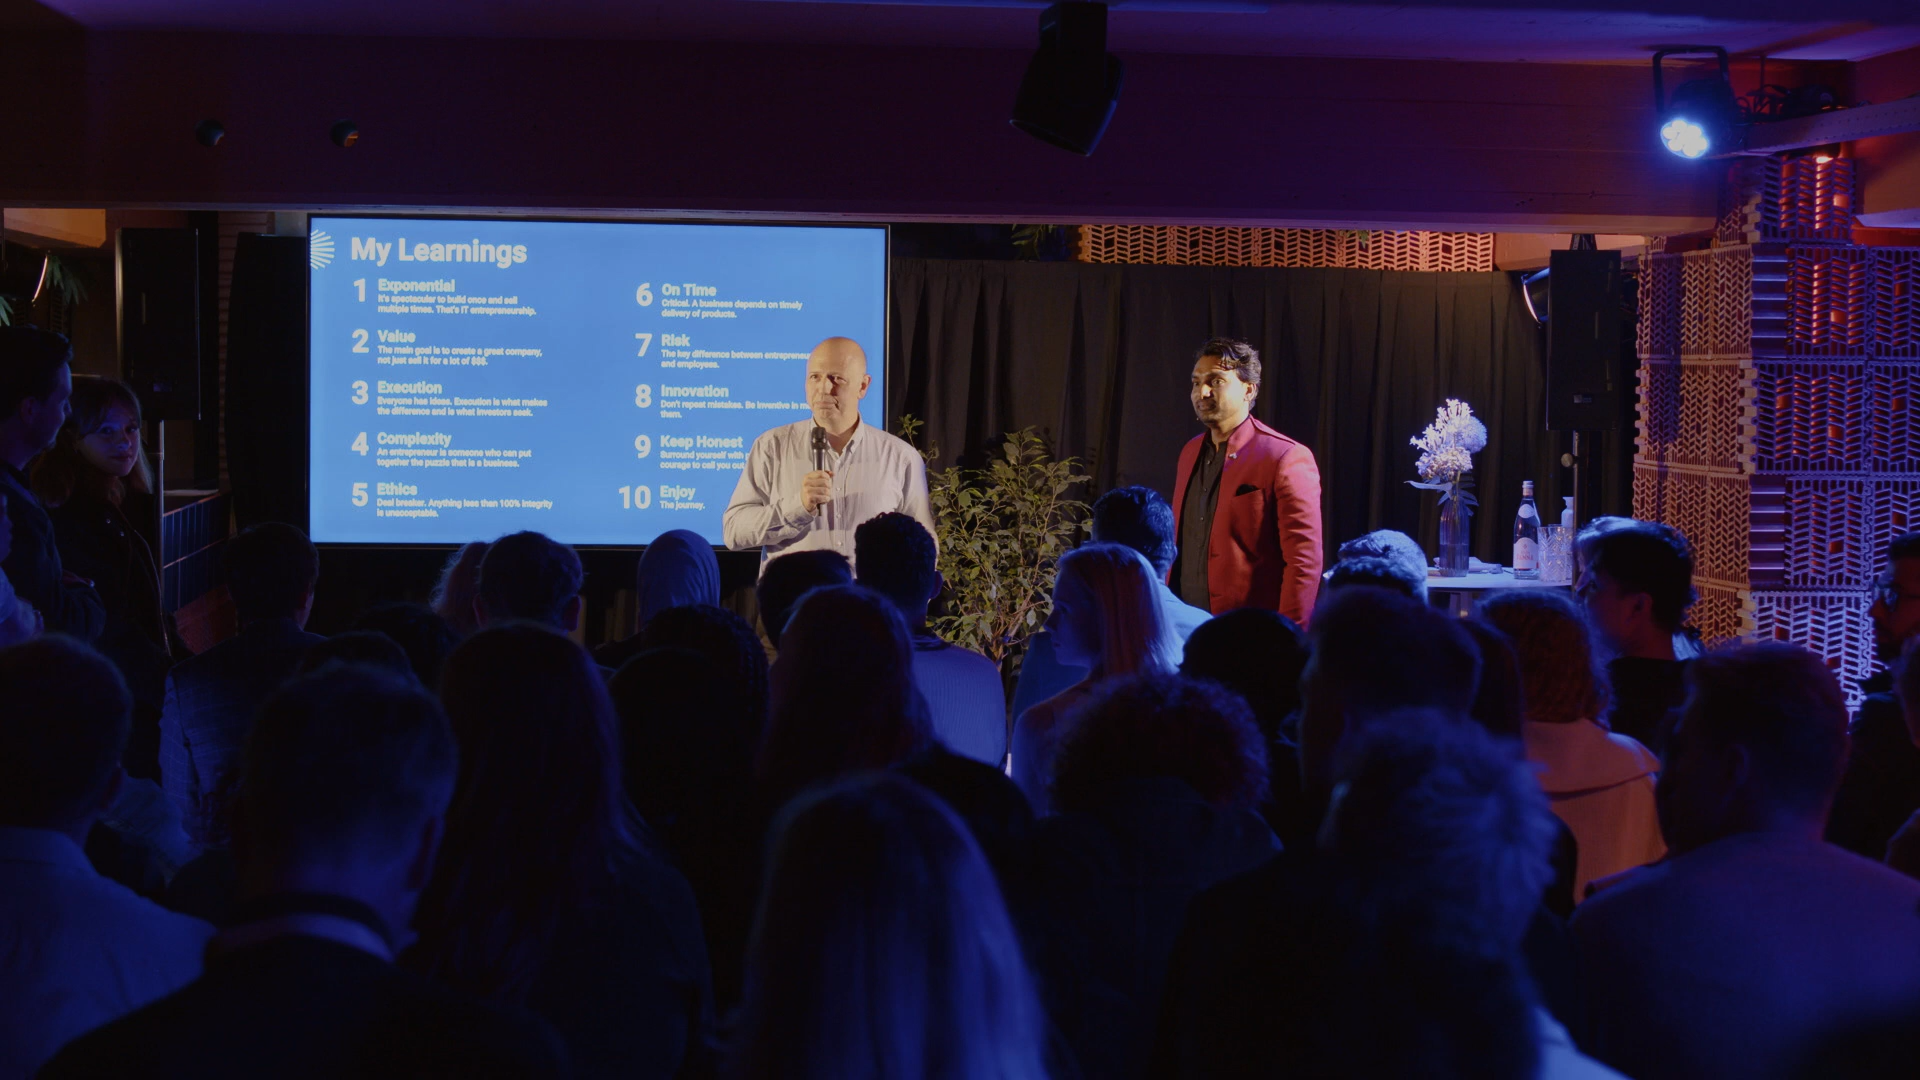 My Learnings
1 Exponential
It's spectacular to build once and sell
multiple times. That's IT entrepreneurship.
2 Value
The main goal is to create a great company,
not just sell it for a lot of $$$.
3 Execution
Everyone has ideas. Execution is what makes
the difference and is what investors seek.
4 Complexity
An entrepreneur is someone who can put
together the puzzle that is a business.
5 Ethics
Deal breaker. Anything less than 100% integrity
is unacceptable.
6 On Time
Critical. A business depends on timely
delivery of products.
7 Risk
The key difference between
and employees.
8 Innovation
Don't repeat mistakes. Be inventive in
them.
9 Keep Honest
Surround yourself with
courage to call you out
10 Enjoy
The journey.